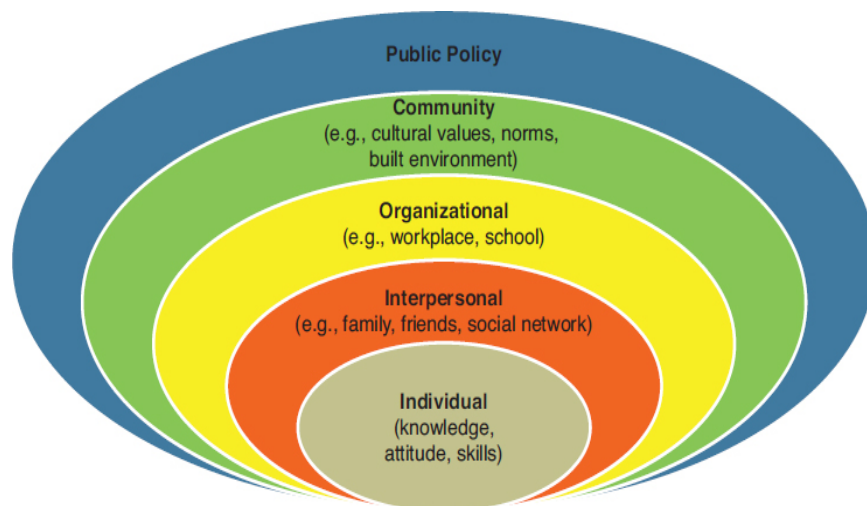 Public Policy
Community
(e.g., cultural values, norms,
built environment)
Organizational
(e.g., workplace, school)
Interpersonal
(e.g., family, friends, social network)
Individual
(knowledge,
attitude, skills)